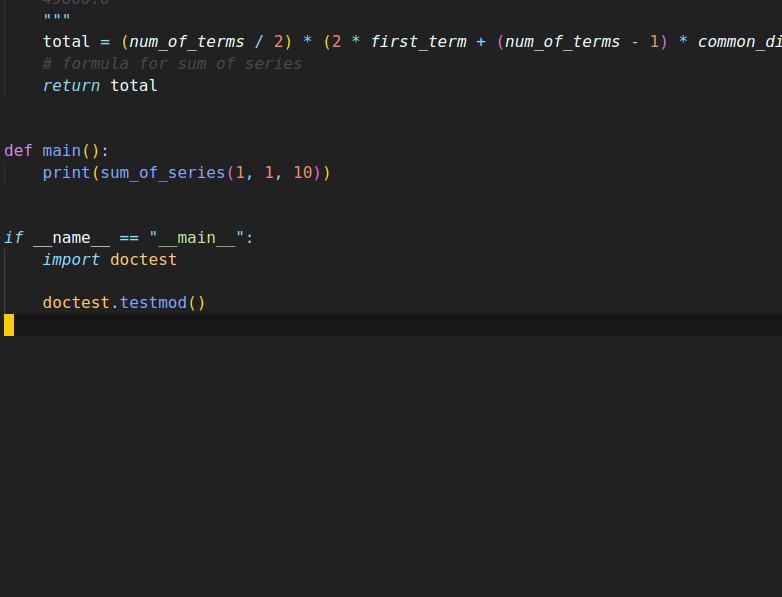 """
total = (num_of_terms / 2) * (2 * first_term + (num_of_terms - 1) * common_di
# formula for sum of series
return total
def main():
print(sum_of_series(1, 1, 10))
if __name__ == "__main__":
import doctest
doctest.testmod()